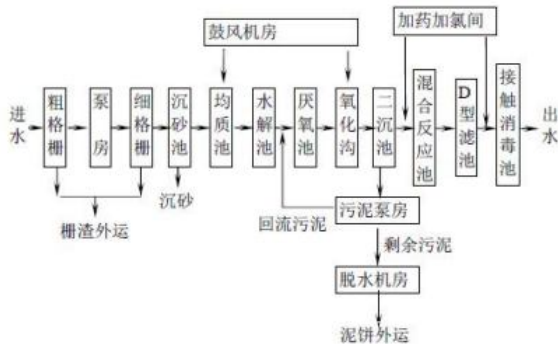 鼓风机房
加药加氯间
进水
粗格栅
泵房
细格栅
沉砂池
均质池
水解池
厌氧池
氧化沟
二沉池
混合反应池
D型滤池
接触消毒池
出水
栅渣外运
沉砂
回流污泥
污泥泵房
剩余污泥
脱水机房
泥饼外运